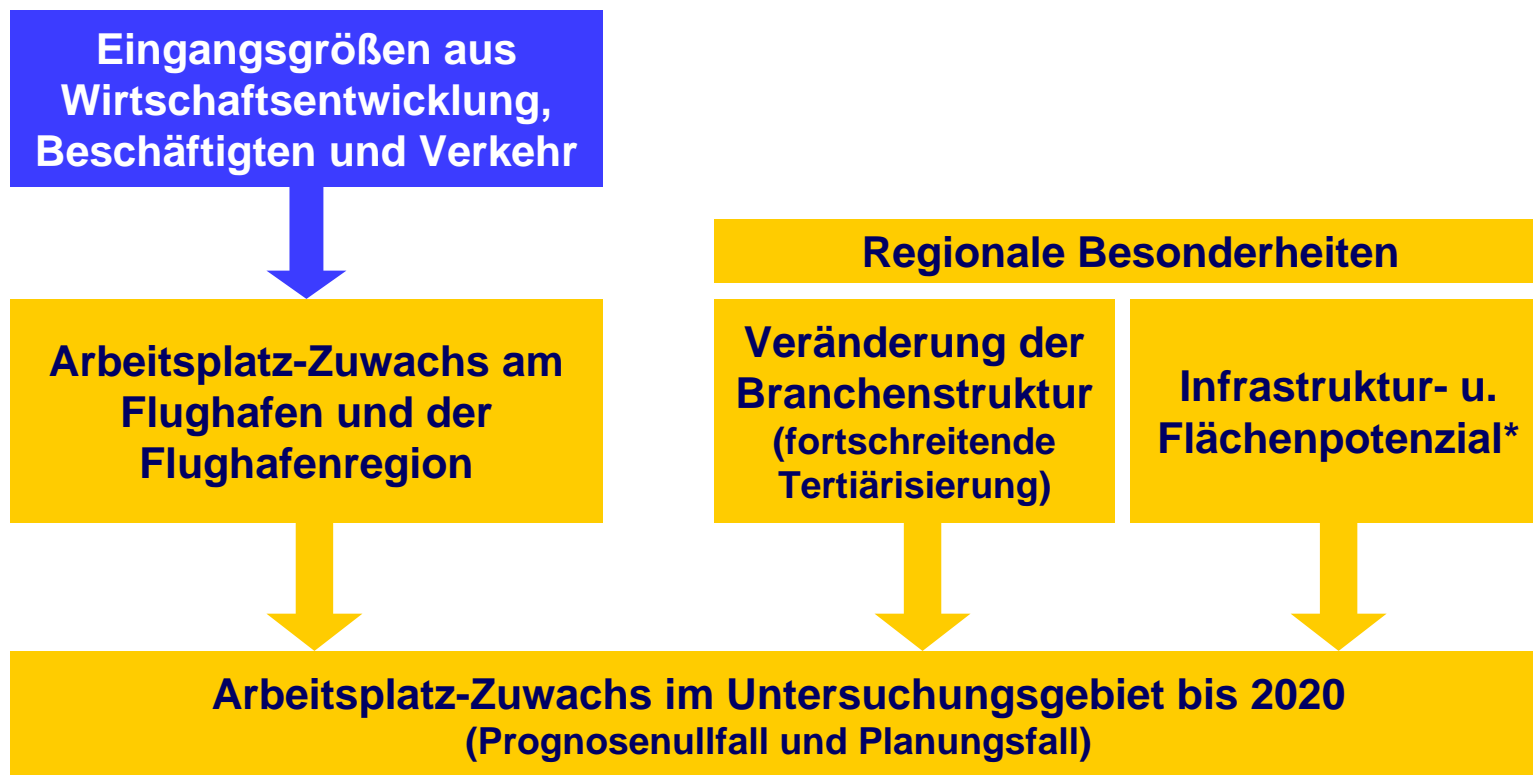 Eingangsgrößen aus
Wirtschaftsentwicklung,
Beschäftigten und Verkehr
Regionale Besonderheiten
Arbeitsplatz-Zuwachs am
Flughafen und der
Flughafenregion
Veränderung der
Branchenstruktur
(fortschreitende
Tertiärisierung)
Infrastruktur- u.
Flächenpotenzial*
Arbeitsplatz-Zuwachs im Untersuchungsgebiet bis 2020
(Prognosenullfall und Planungsfall)